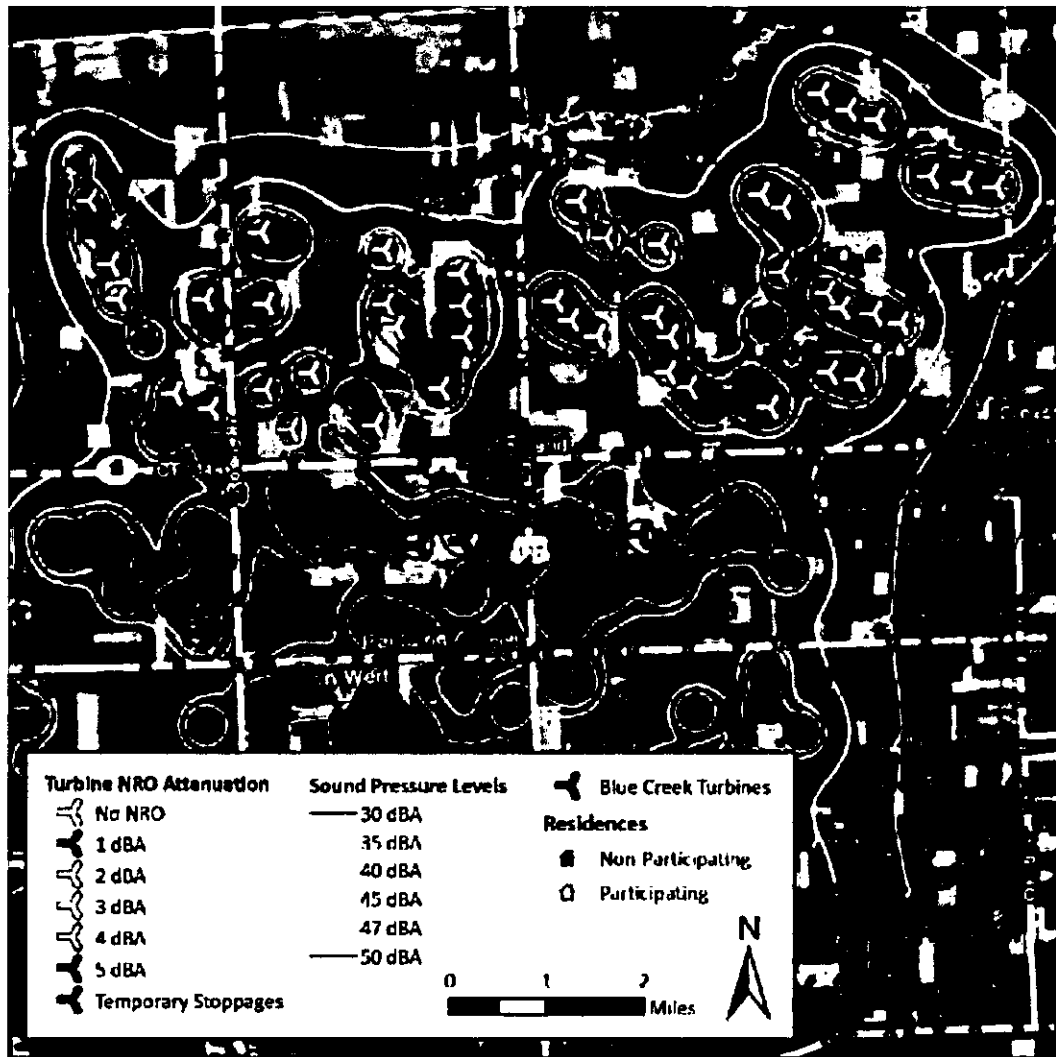 Turbine NRO Attenuation
No NRO
1 dBA
2 dBA
3 dBA
4 dBA
5 dBA
Temporary Stoppages
Sound Pressure Levels
30 dBA
35 dBA
40 dBA
45 dBA
47 dBA
50 dBA
Blue Creek Turbines
Residences
Non Participating
Participating
N
0 1 2
Miles